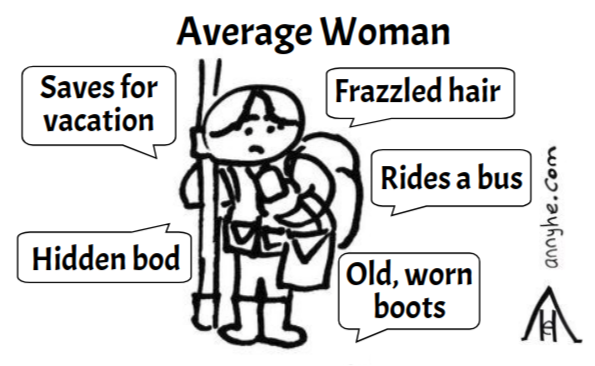 Average Woman
Saves for
vacation
Frazzled hair
Rides a bus
Hidden bod
Old, worn
boots
annyhe.com